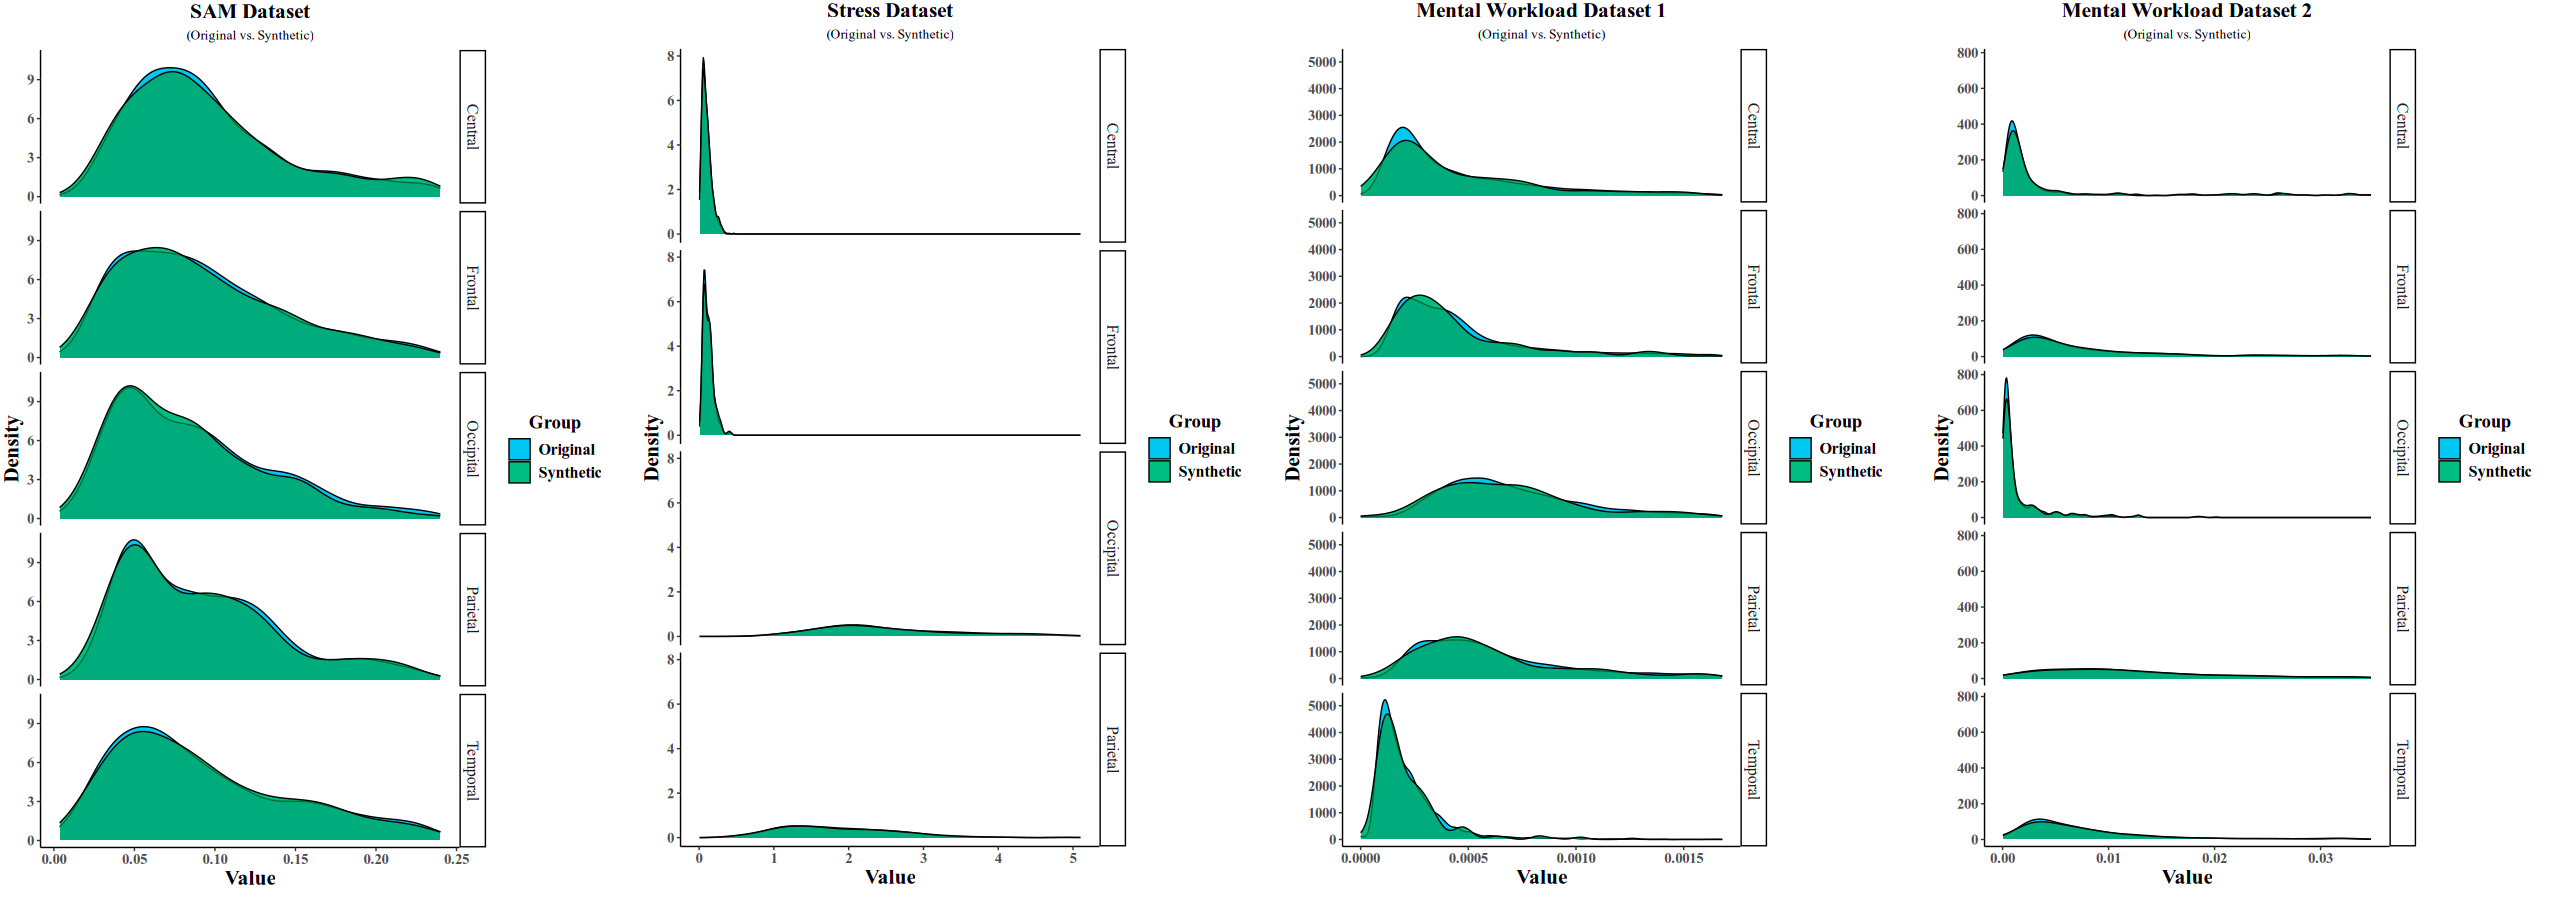 SAM Dataset
(Original vs. Synthetic)
9
6
3
0
Central
9
6
3
0
Frontal
9
6
3
0
Occipital
9
6
3
0
Parietal
9
6
3
0
Temporal
0.00 0.05 0.10 0.15 0.20 0.25
Value
Density
Group
Original
Synthetic
Stress Dataset
(Original vs. Synthetic)
8
6
4
2
0
Central
8
6
4
2
0
Frontal
8
6
4
2
0
Occipital
8
6
4
2
0
Parietal
0 1 2 3 4 5
Value
Density
Group
Original
Synthetic
Mental Workload Dataset 1
(Original vs. Synthetic)
5000
4000
3000
2000
1000
0
Central
5000
4000
3000
2000
1000
0
Frontal
5000
4000
3000
2000
1000
0
Occipital
5000
4000
3000
2000
1000
0
Parietal
5000
4000
3000
2000
1000
0
Temporal
0.0000 0.0005 0.0010 0.0015
Value
Density
Group
Original
Synthetic
Mental Workload Dataset 2
(Original vs. Synthetic)
800
600
400
200
0
Central
800
600
400
200
0
Frontal
800
600
400
200
0
Occipital
800
600
400
200
0
Parietal
800
600
400
200
0
Temporal
0.00 0.01 0.02 0.03
Value
Density
Group
Original
Synthetic